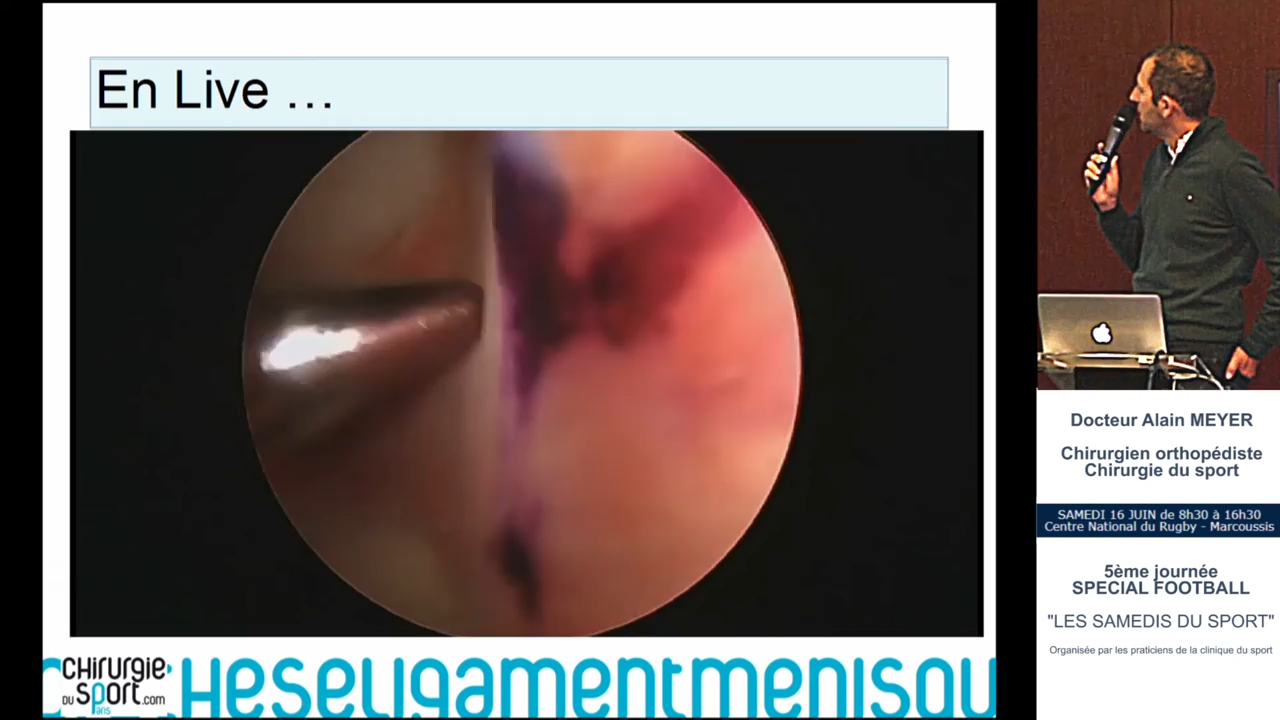 En Live …
CHiRURGiE
DU SPORT.com
PARiS
HeSeLiGaMeNTMeNiSQU
Docteur Alain MEYER
Chirurgien orthopédiste
Chirurgie du sport
SAMEDI 16 JUIN de 8h30 à 16h30
Centre National du Rugby - Marcoussis
5ème journée
SPECIAL FOOTBALL
"LES SAMEDIS DU SPORT"
Organisée par les praticiens de la clinique du sport